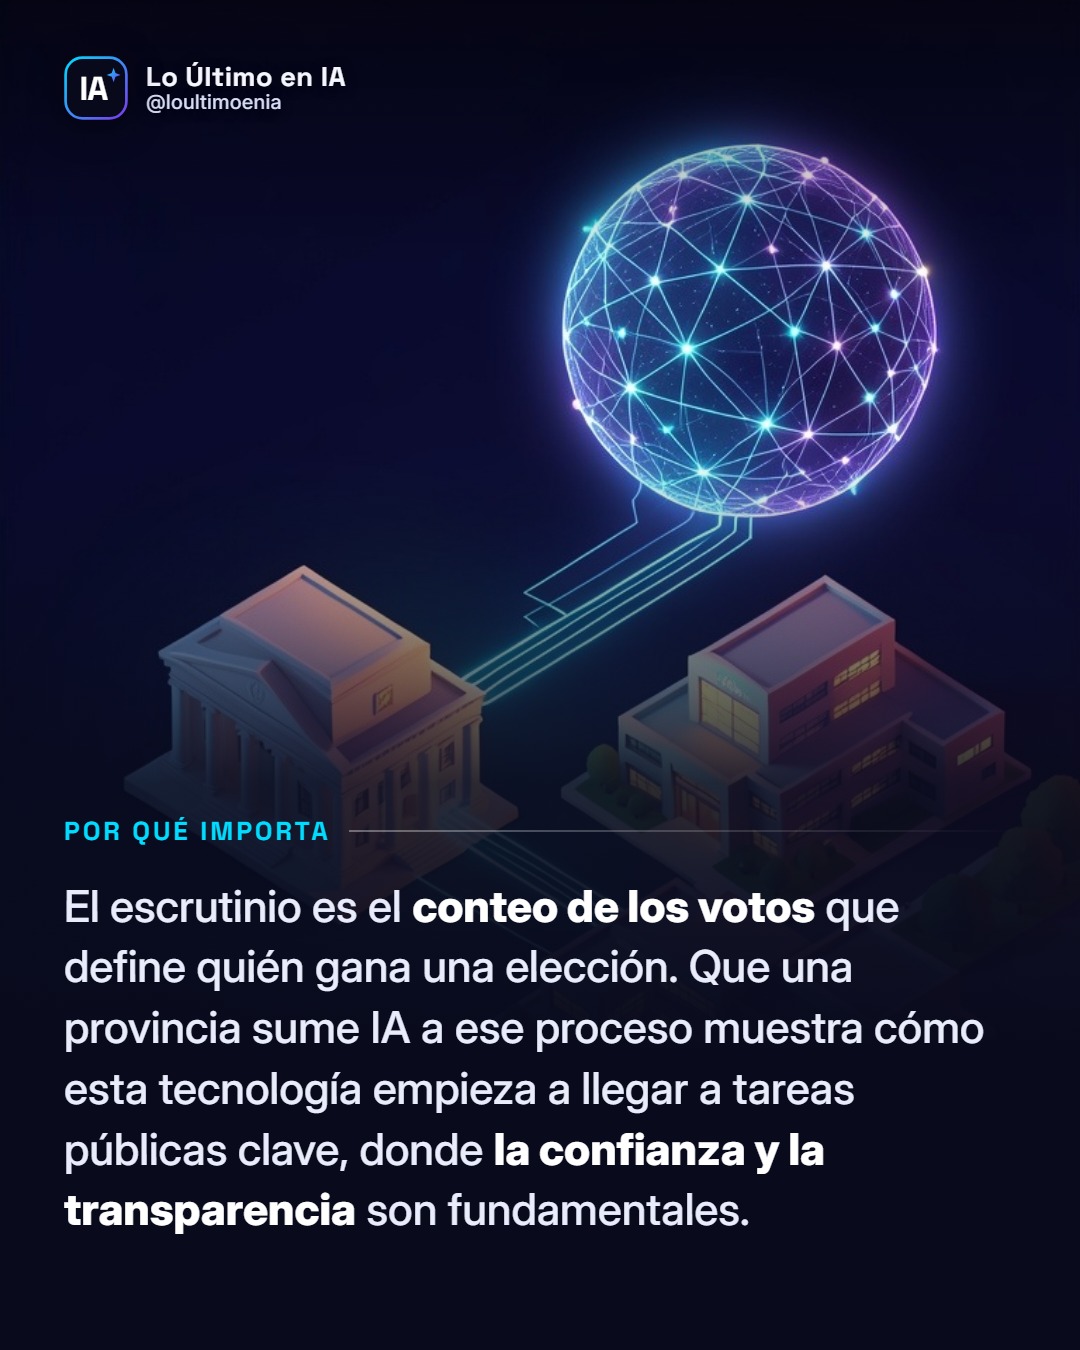 IA
Lo Último en IA
@loultimoenia
POR QUÉ IMPORTA
El escrutinio es el conteo de los votos que
define quién gana una elección. Que una
provincia sume IA a ese proceso muestra cómo
esta tecnología empieza a llegar a tareas
públicas clave, donde la confianza y la
transparencia son fundamentales.